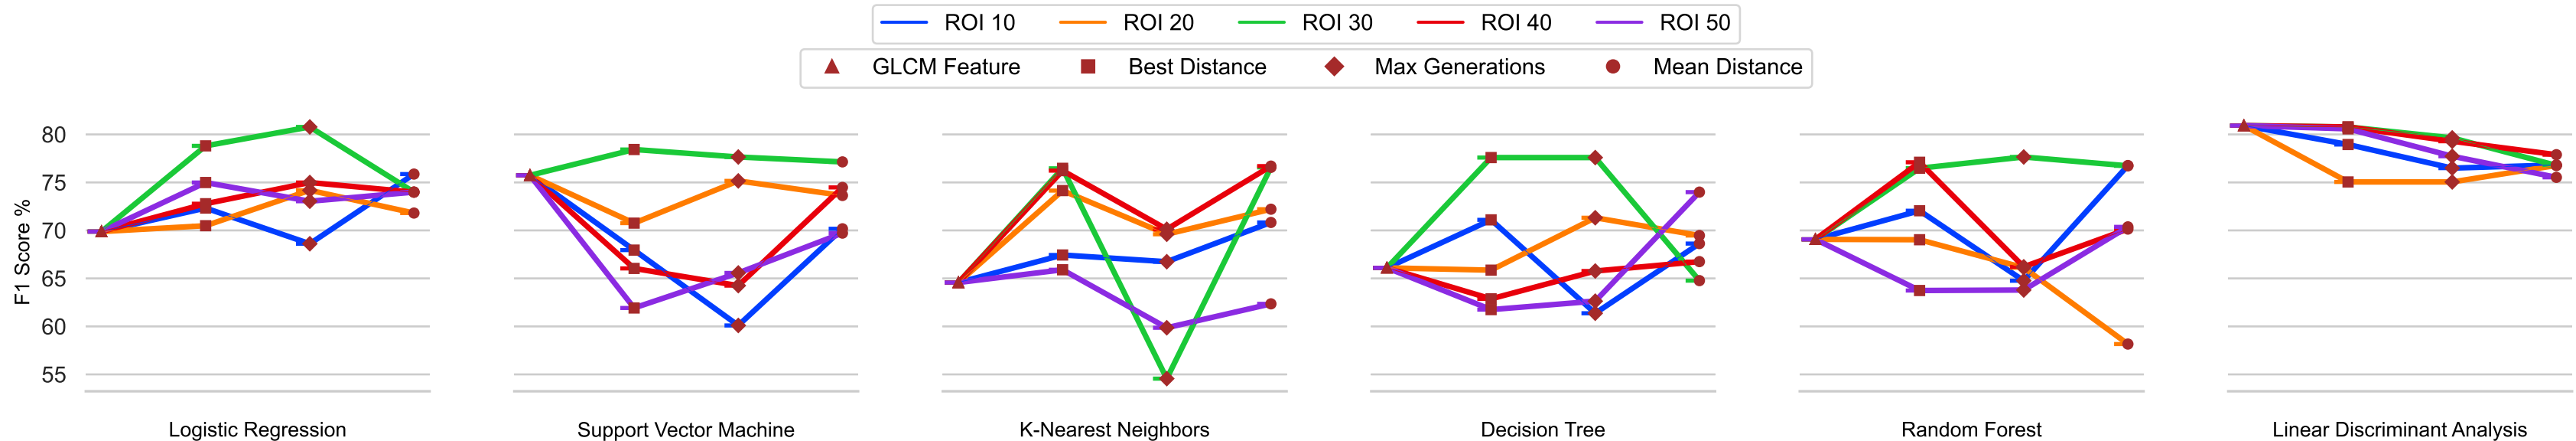 ROI 10 ROI 20 ROI 30 ROI 40 ROI 50
GLCM Feature Best Distance Max Generations Mean Distance
F1 Score %
80
75
70
65
60
55
Logistic Regression Support Vector Machine K-Nearest Neighbors Decision Tree Random Forest Linear Discriminant Analysis